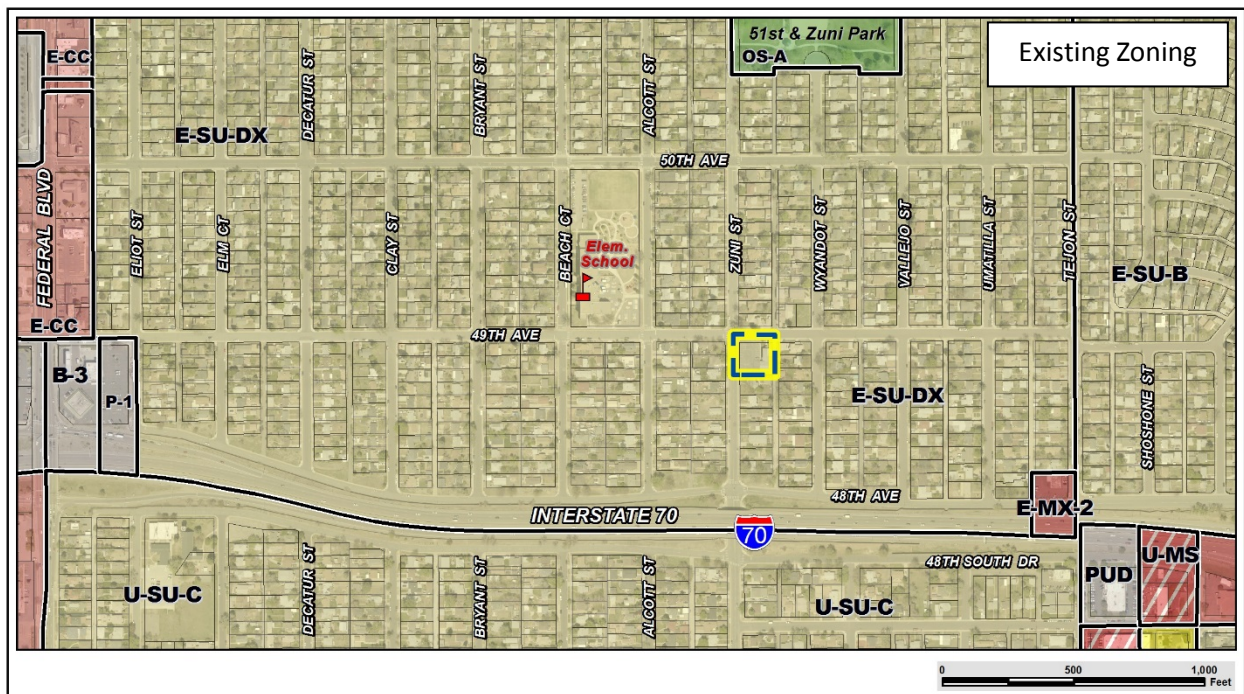 E-CC
51st & Zuni Park
OS-A
Existing Zoning
E-SU-DX
DECATUR ST
BRYANT ST
ALCOTT ST
50TH AVE
FEDERAL BLVD
ELIOT ST
ELM CT
CLAY ST
BEACH CT
Elem.
School
ZUNI ST
WYANDOT ST
VALLEJO ST
UMATILLA ST
TEJON ST
E-SU-B
E-CC
49TH AVE
B-3
P-1
E-SU-DX
SHOSHONE ST
48TH AVE
E-MX-2
INTERSTATE 70
70
48TH SOUTH DR
PUD
U-MS
U-SU-C
DECATUR ST
BRYANT ST
ALCOTT ST
U-SU-C
0 500 1,000
Feet